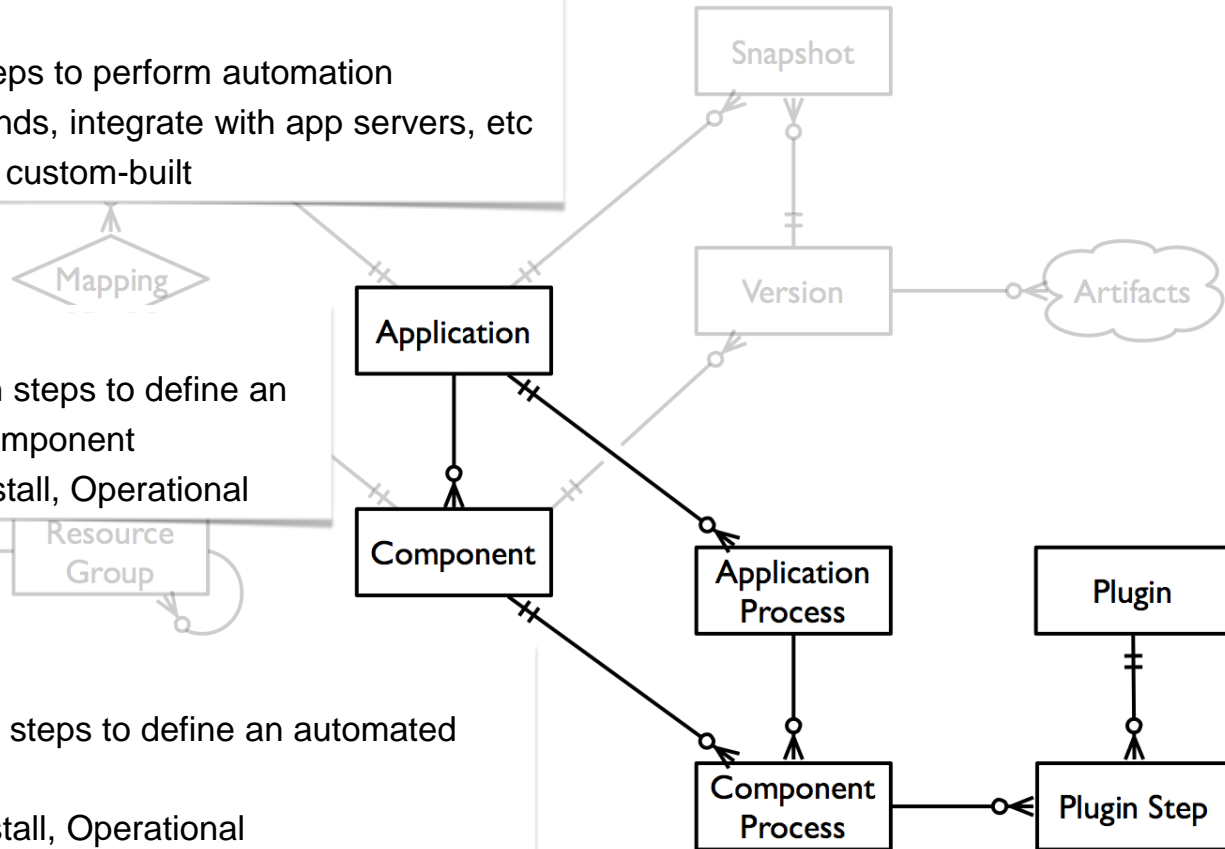 eps to perform automation
nds, integrate with app servers, etc
custom-built
Snapshot
Mapping
Version
Artifacts
Application
n steps to define an
omponent
stall, Operational
Resource
Group
Component
Application
Process
Plugin
steps to define an automated
stall, Operational
Component
Process
Plugin Step